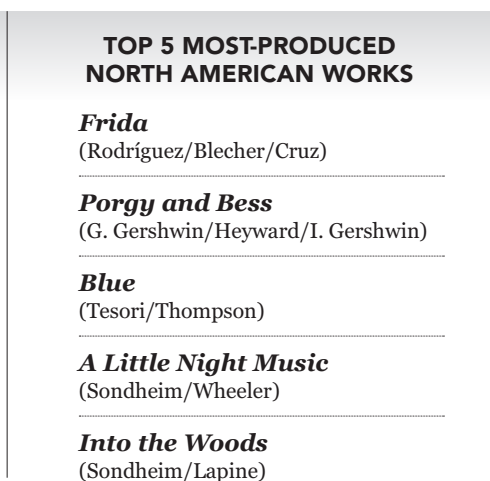 TOP 5 MOST-PRODUCED
NORTH AMERICAN WORKS
Frida
(Rodríguez/Blecher/Cruz)
Porgy and Bess
(G. Gershwin/Heyward/I. Gershwin)
Blue
(Tesori/Thompson)
A Little Night Music
(Sondheim/Wheeler)
Into the Woods
(Sondheim/Lapine)